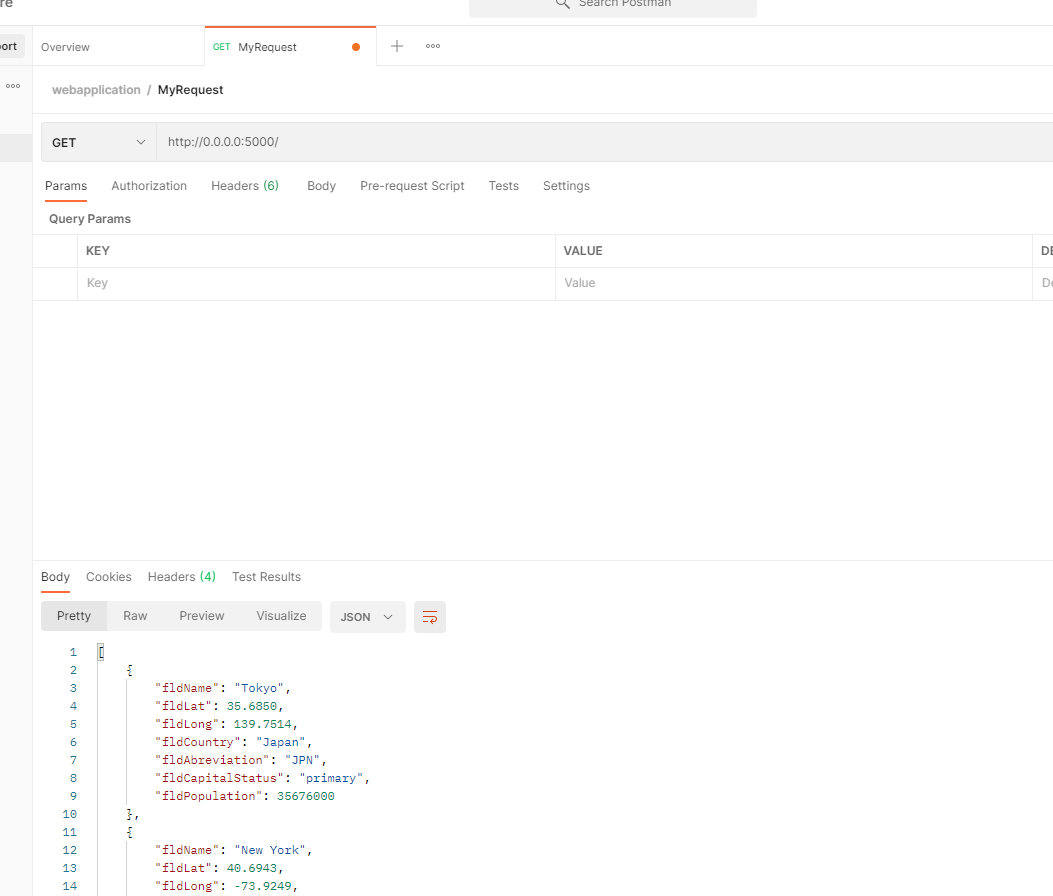 re
Search Postman
ort
Overview
GET MyRequest
webapplication / MyRequest
GET
http://0.0.0.0:5000/
Params Authorization Headers (6) Body Pre-request Script Tests Settings
Query Params
KEY VALUE DE
Key Value De
Body Cookies Headers (4) Test Results
Pretty Raw Preview Visualize JSON
1 [
2 {
3 "fldName": "Tokyo",
4 "fldLat": 35.6850,
5 "fldLong": 139.7514,
6 "fldCountry": "Japan",
7 "fldAbreviation": "JPN",
8 "fldCapitalStatus": "primary",
9 "fldPopulation": 35676000
10 },
11 {
12 "fldName": "New York",
13 "fldLat": 40.6943,
14 "fldLong": -73.9249,